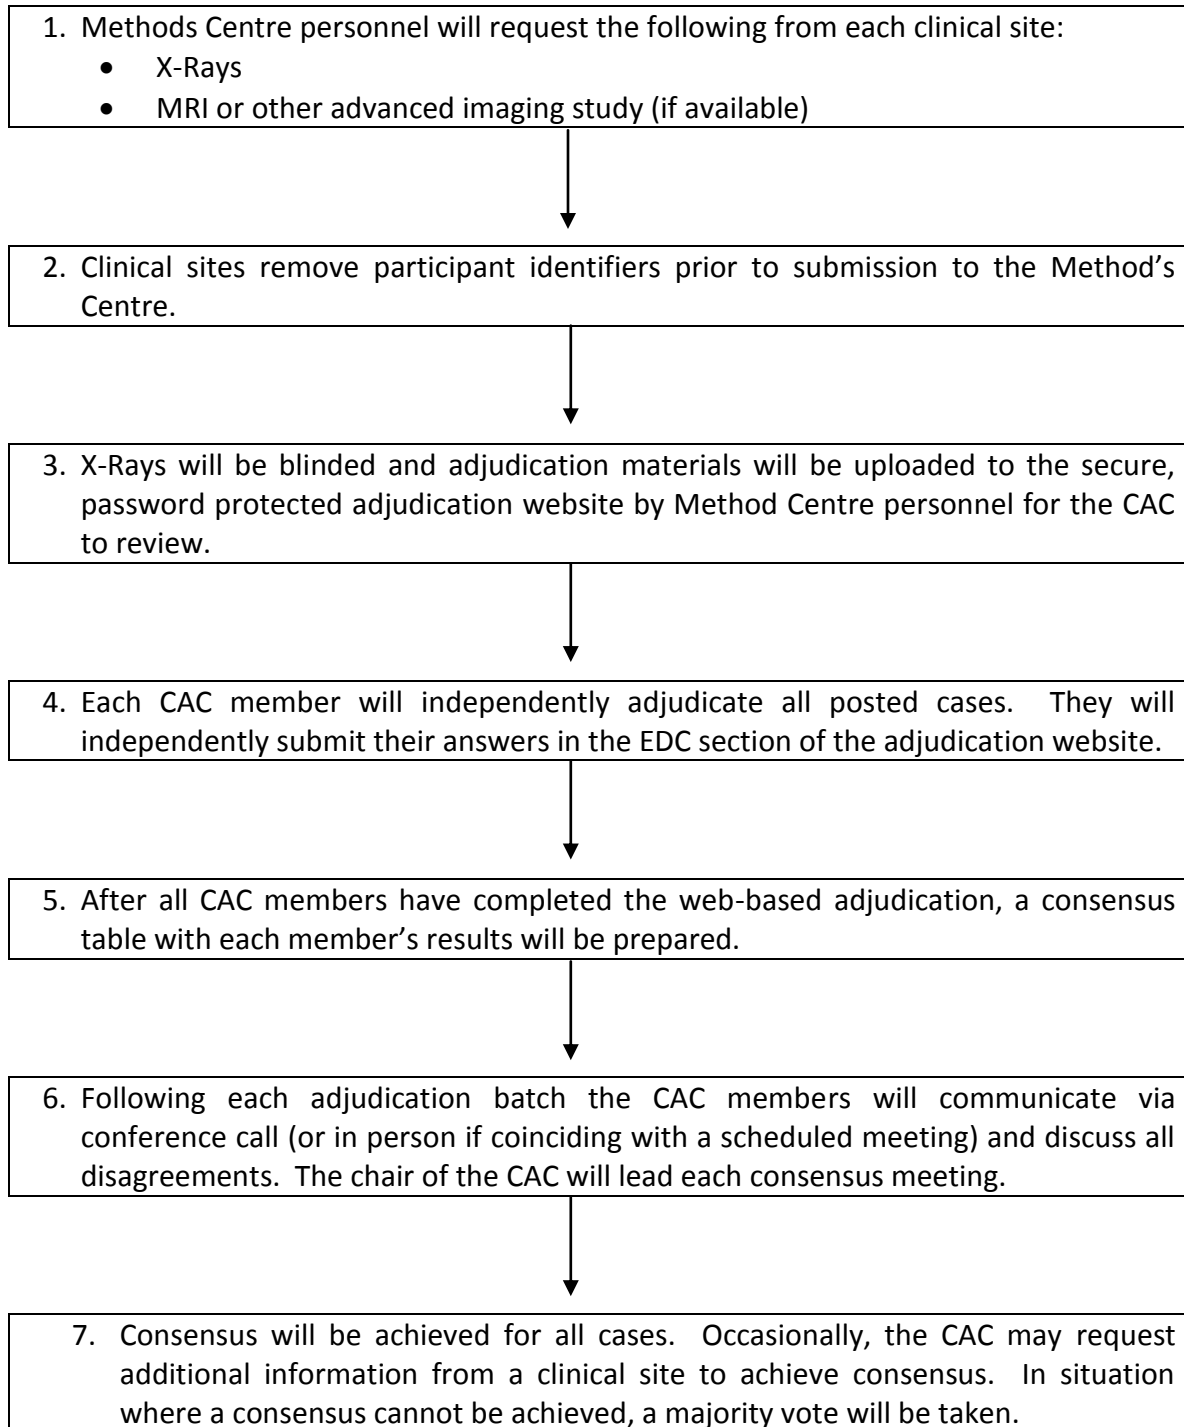 1. Methods Centre personnel will request the following from each clinical site:
• X-Rays
• MRI or other advanced imaging study (if available)
2. Clinical sites remove participant identifiers prior to submission to the Method’s
Centre.
3. X-Rays will be blinded and adjudication materials will be uploaded to the secure,
password protected adjudication website by Method Centre personnel for the CAC
to review.
4. Each CAC member will independently adjudicate all posted cases. They will
independently submit their answers in the EDC section of the adjudication website.
5. After all CAC members have completed the web-based adjudication, a consensus
table with each member’s results will be prepared.
6. Following each adjudication batch the CAC members will communicate via
conference call (or in person if coinciding with a scheduled meeting) and discuss all
disagreements. The chair of the CAC will lead each consensus meeting.
7. Consensus will be achieved for all cases. Occasionally, the CAC may request
additional information from a clinical site to achieve consensus. In situation
where a consensus cannot be achieved, a majority vote will be taken.